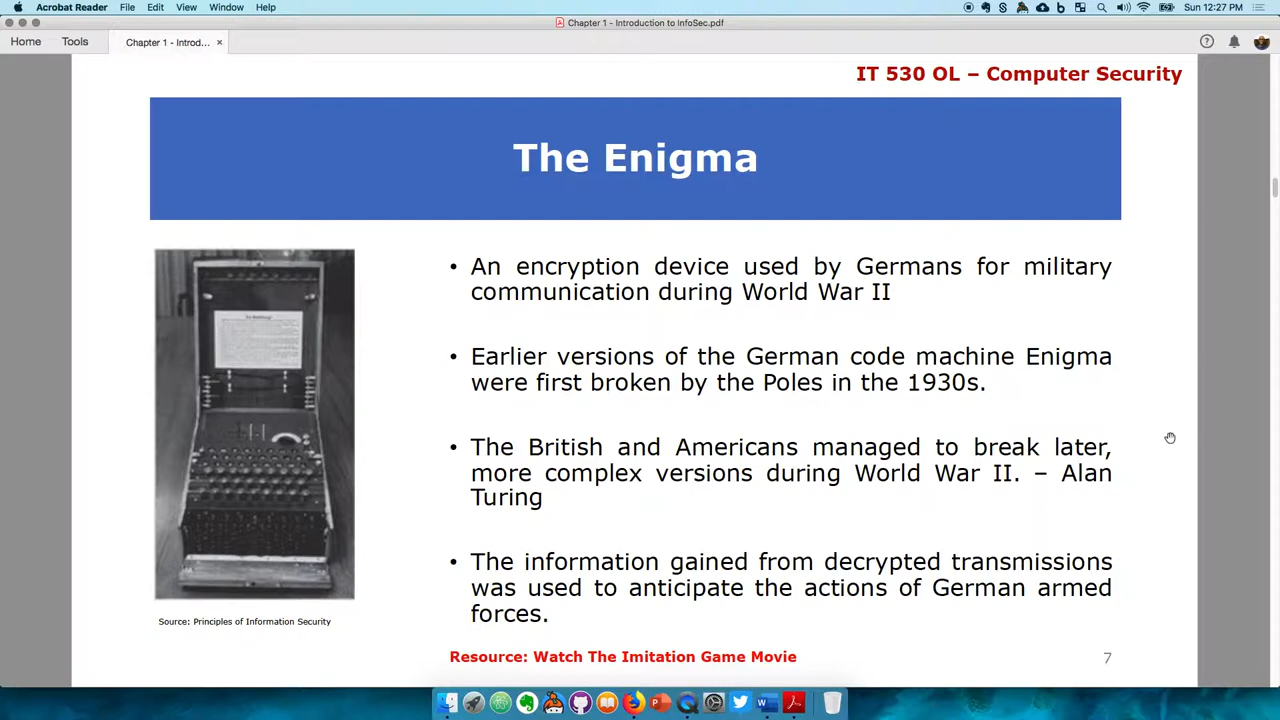 Acrobat Reader File Edit View Window Help Sun 12:27 PM
Chapter 1 - Introduction to InfoSec.pdf
Home Tools Chapter 1 - Introd... ×
IT 530 OL – Computer Security
The Enigma
• An encryption device used by Germans for military
communication during World War II
• Earlier versions of the German code machine Enigma
were first broken by the Poles in the 1930s.
• The British and Americans managed to break later,
more complex versions during World War II. – Alan
Turing
• The information gained from decrypted transmissions
was used to anticipate the actions of German armed
forces.
Source: Principles of Information Security
Resource: Watch The Imitation Game Movie
7